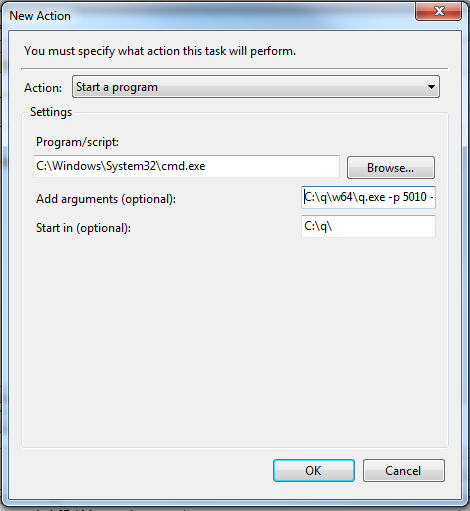 New Action
You must specify what action this task will perform.
Action: Start a program
Settings
Program/script:
C:\Windows\System32\cmd.exe Browse...
Add arguments (optional): C:\q\w64\q.exe -p 5010 -
Start in (optional): C:\q\
OK Cancel